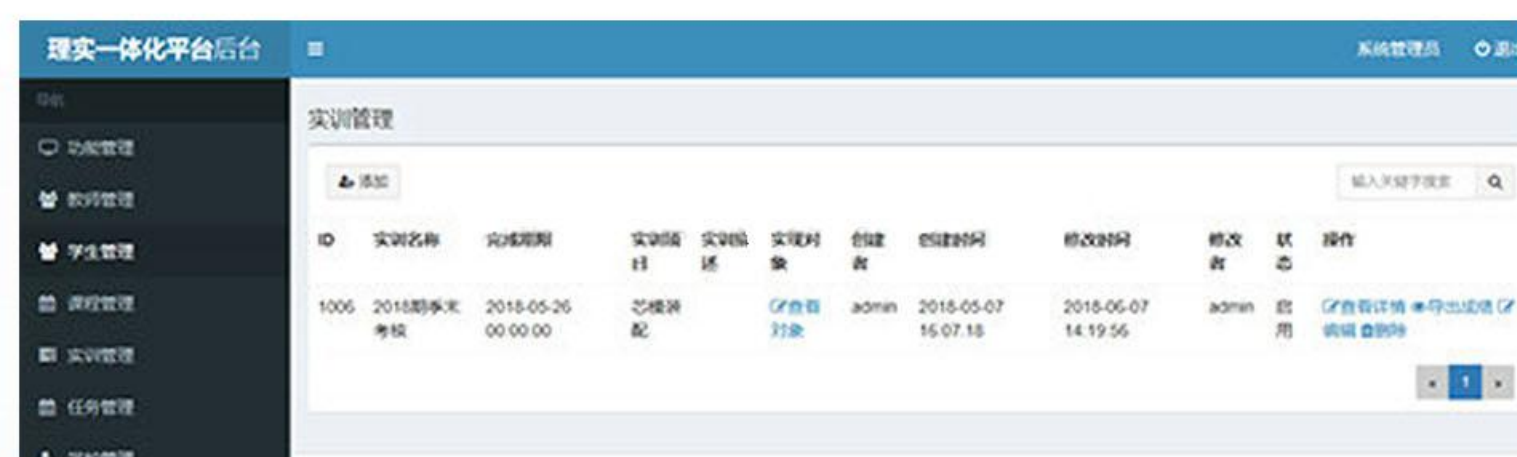 理实一体化平台后台
系统管理员
导航
实训管理
功能管理
添加
输入关键字搜索
教师管理
学生管理
ID 实训名称 完成期限 实训项目 实训描述 实现对象 创建者 创建时间 修改时间 修改者 状态 操作
课程管理
1006 2018期季末考核 2018-05-26 00:00:00 芯模装配 查看对象 admin 2018-05-07 16:07:18 2018-06-07 14:19:56 admin 启用 查看详情 导出成绩 编辑 删除
实训管理
« 1 »
任务管理